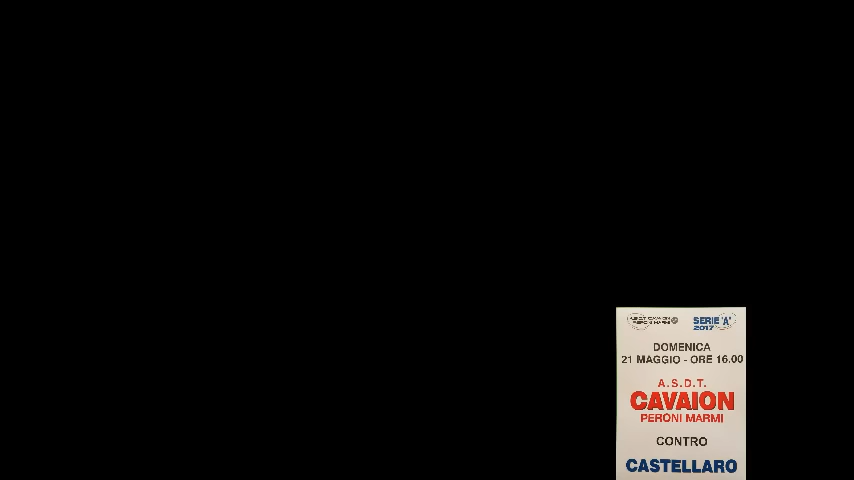 SERIE "A"
2017
DOMENICA
21 MAGGIO - ORE 16.00
A.S.D.T.
CAVAION
PERONI MARMI
CONTRO
CASTELLARO